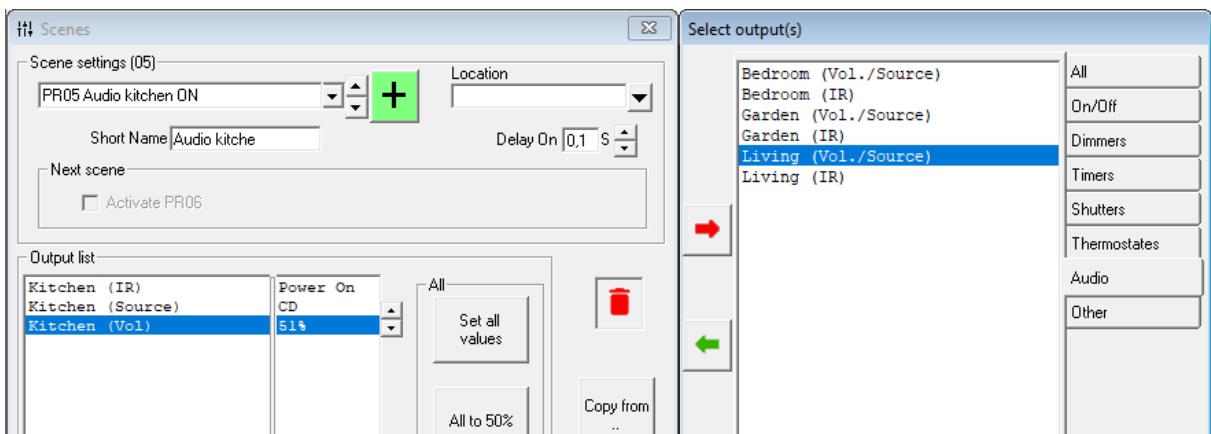 Scenes
Scene settings (05)
PR05 Audio kitchen ON
Location
Short Name Audio kitche
Delay On 0,1 S
Next scene
Activate PR06
Output list
Kitchen (IR) Power On
Kitchen (Source) CD
Kitchen (Vol) 51%
All
Set all
values
All to 50%
Copy from
..
Select output(s)
Bedroom (Vol./Source)
Bedroom (IR)
Garden (Vol./Source)
Garden (IR)
Living (Vol./Source)
Living (IR)
All
On/Off
Dimmers
Timers
Shutters
Thermostates
Audio
Other